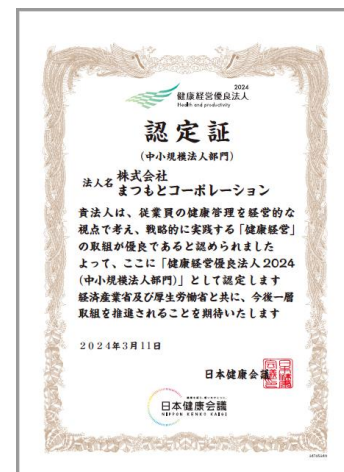 2024
健康経営優良法人
Health and productivity
認定証
(中小規模法人部門)
法人名 株式会社
まつもとコーポレーション
貴法人は、従業員の健康管理を経営的な
視点で考え、戦略的に実践する「健康経営」
の取組が優良であると認められました
よって、ここに「健康経営優良法人2024
(中小規模法人部門)」として認定します
経済産業省及び厚生労働省と共に、今後一層
取組を推進されることを期待いたします
2024年3月11日
日本健康会議
日本健康会議
NIPPON KENKO KAIGI